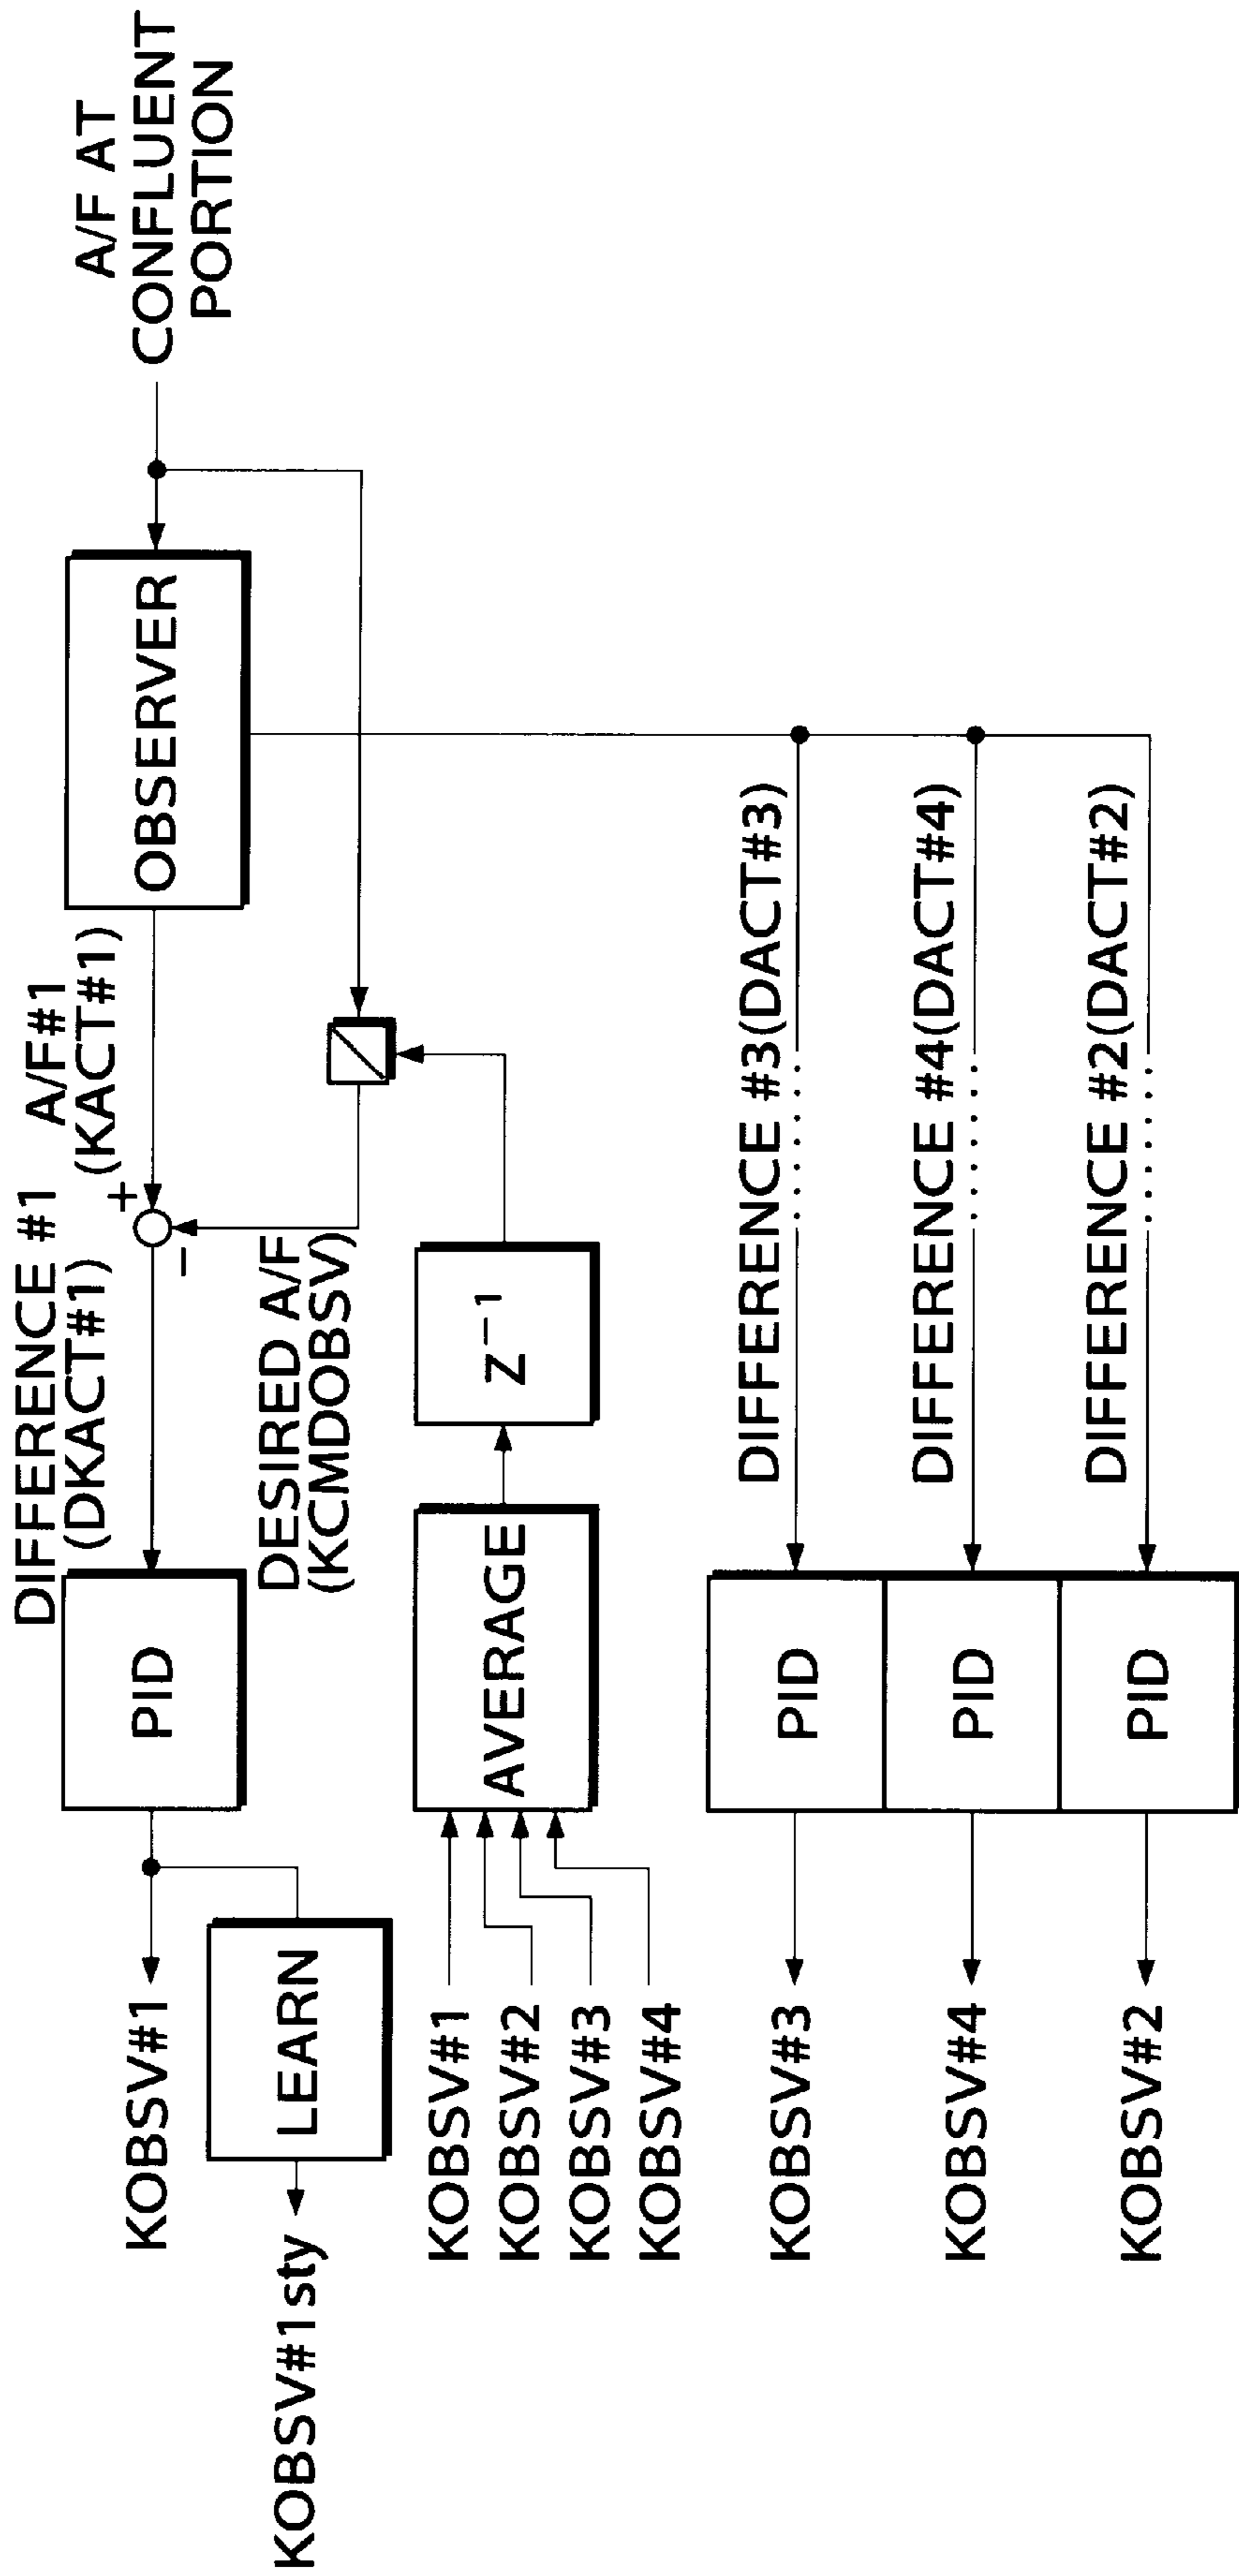 A/F AT
CONFLUENT
PORTION
OBSERVER
A/F#1
(KACT#1)
DIFFERENCE #1
(DKACT#1)
+
−
PID
KOBSV#1
LEARN
KOBSV#1sty
DESIRED A/F
(KCMDOBSV)
Z⁻¹
AVERAGE
KOBSV#1
KOBSV#2
KOBSV#3
KOBSV#4
DIFFERENCE #3(DACT#3)
PID
KOBSV#3
DIFFERENCE #4(DACT#4)
PID
KOBSV#4
DIFFERENCE #2(DACT#2)
PID
KOBSV#2